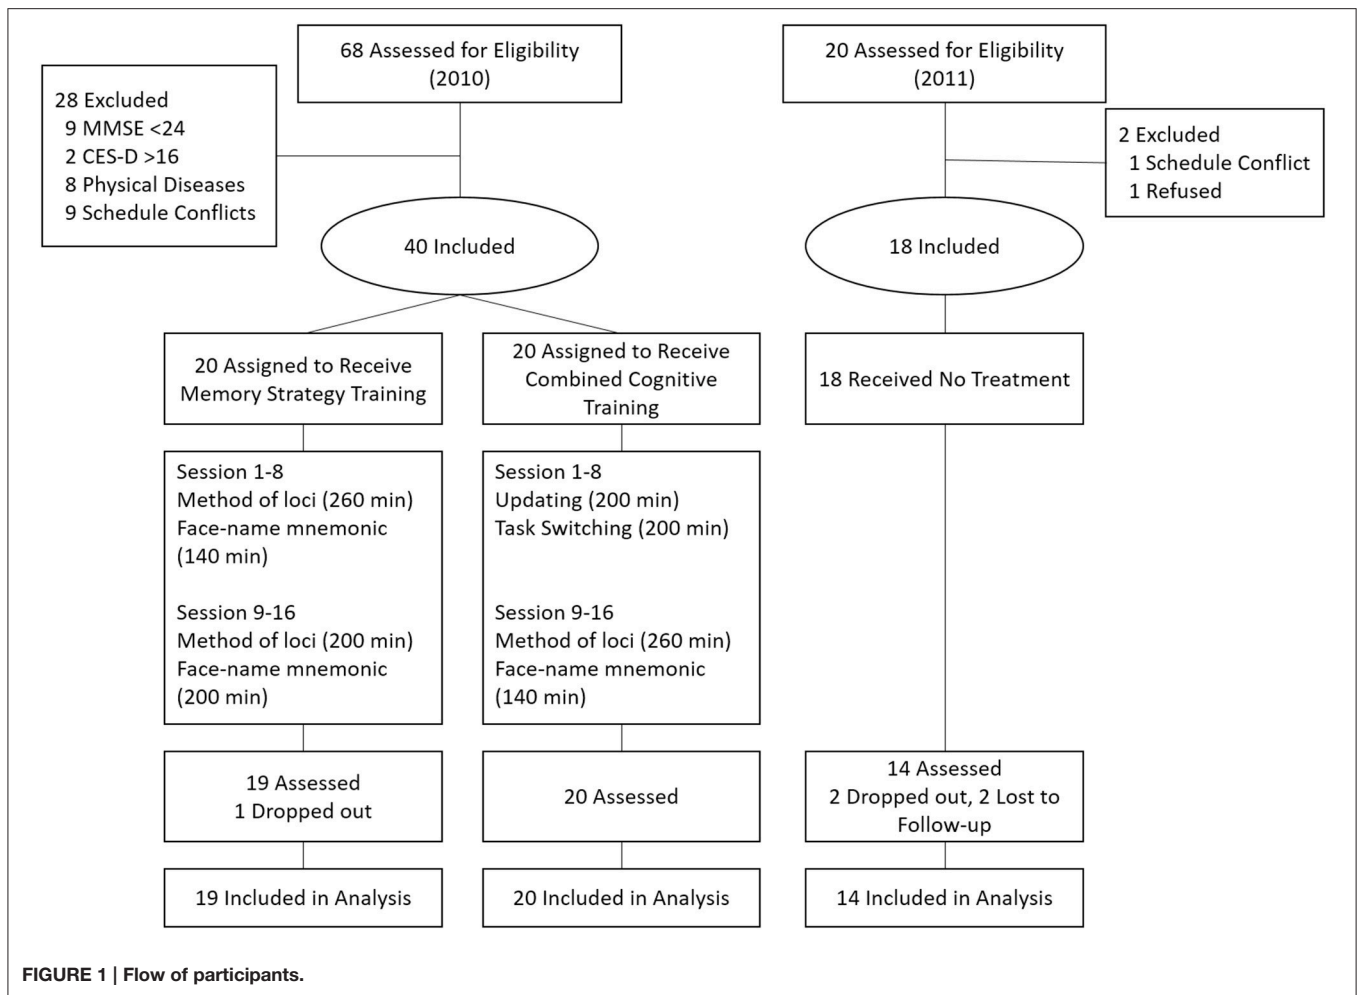 68 Assessed for Eligibility
(2010)
28 Excluded
9 MMSE <24
2 CES-D >16
8 Physical Diseases
9 Schedule Conflicts
40 Included
20 Assigned to Receive
Memory Strategy Training
Session 1-8
Method of loci (260 min)
Face-name mnemonic
(140 min)
Session 9-16
Method of loci (200 min)
Face-name mnemonic
(200 min)
19 Assessed
1 Dropped out
19 Included in Analysis
20 Assigned to Receive
Combined Cognitive
Training
Session 1-8
Updating (200 min)
Task Switching (200 min)
Session 9-16
Method of loci (260 min)
Face-name mnemonic
(140 min)
20 Assessed
20 Included in Analysis
20 Assessed for Eligibility
(2011)
2 Excluded
1 Schedule Conflict
1 Refused
18 Included
18 Received No Treatment
14 Assessed
2 Dropped out, 2 Lost to
Follow-up
14 Included in Analysis
FIGURE 1 | Flow of participants.